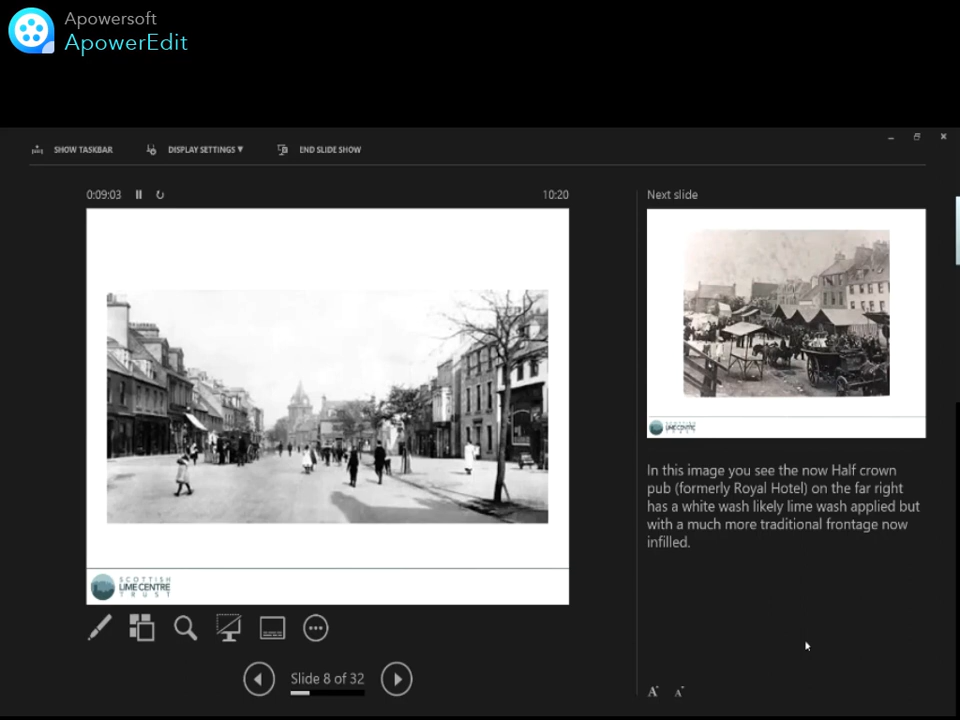 Apowersoft
ApowerEdit
SHOW TASKBAR
DISPLAY SETTINGS ▼
END SLIDE SHOW
0:09:03
10:20
Next slide
SCOTTISH
LIME CENTRE
TRUST
LIME CENTRE
In this image you see the now Half crown
pub (formerly Royal Hotel) on the far right
has a white wash likely lime wash applied but
with a much more traditional frontage now
infilled.
Slide 8 of 32
A A